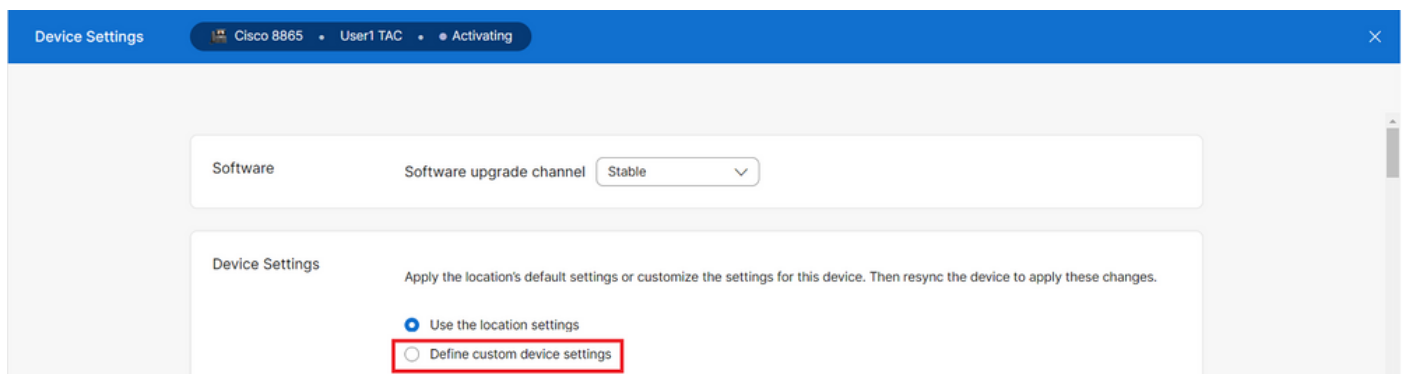 Device Settings Cisco 8865 • User1 TAC • Activating
Software Software upgrade channel Stable
Device Settings
Apply the location's default settings or customize the settings for this device. Then resync the device to apply these changes.
Use the location settings
Define custom device settings